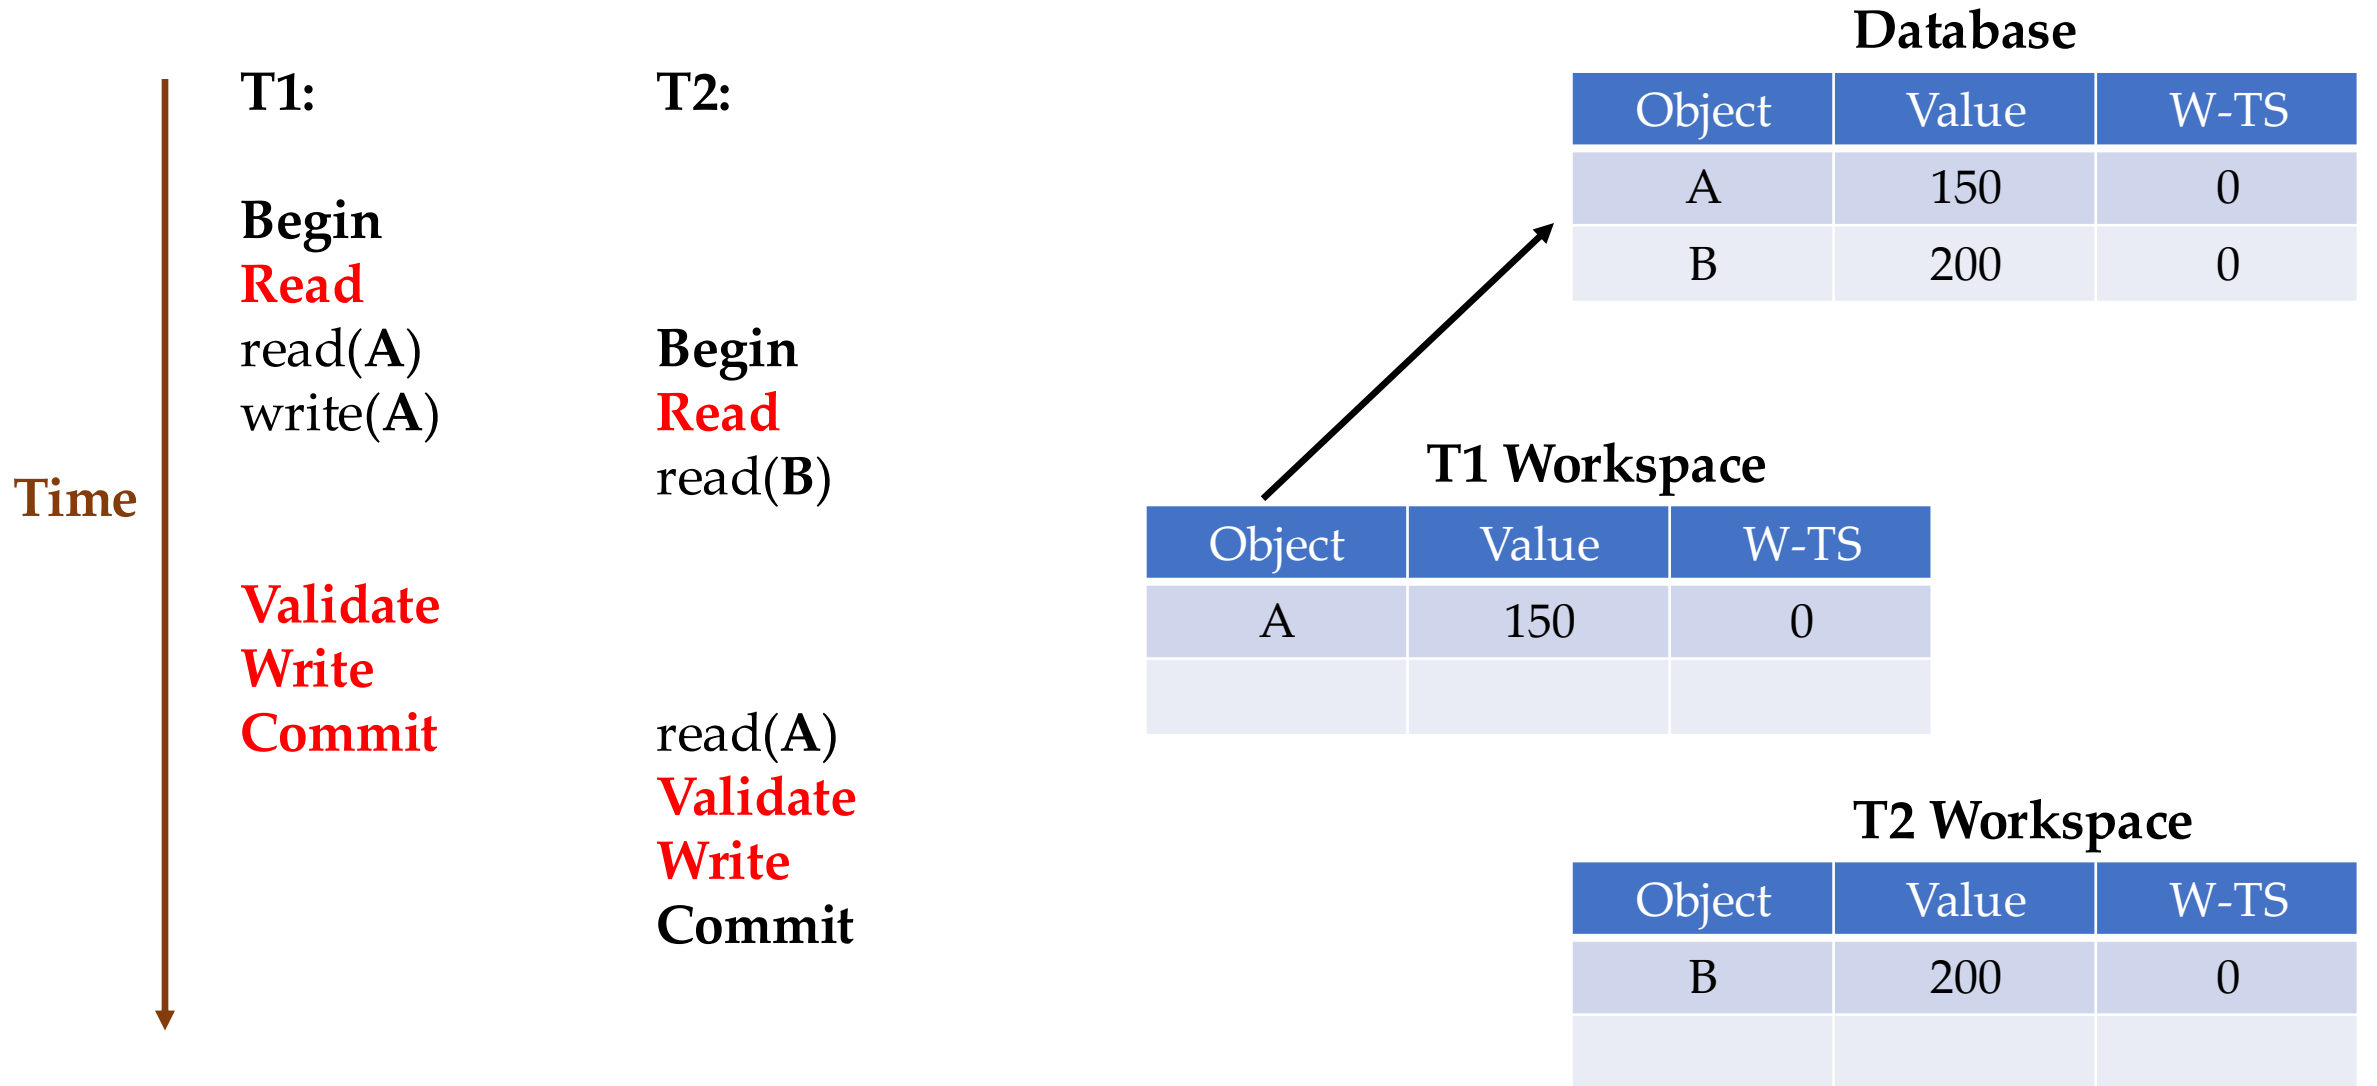 Time
T1:
Begin
Read
read(A)
write(A)
Validate
Write
Commit
T2:
Begin
Read
read(B)
read(A)
Validate
Write
Commit
Database
Object Value W-TS
A 150 0
B 200 0
T1 Workspace
Object Value W-TS
A 150 0
T2 Workspace
Object Value W-TS
B 200 0